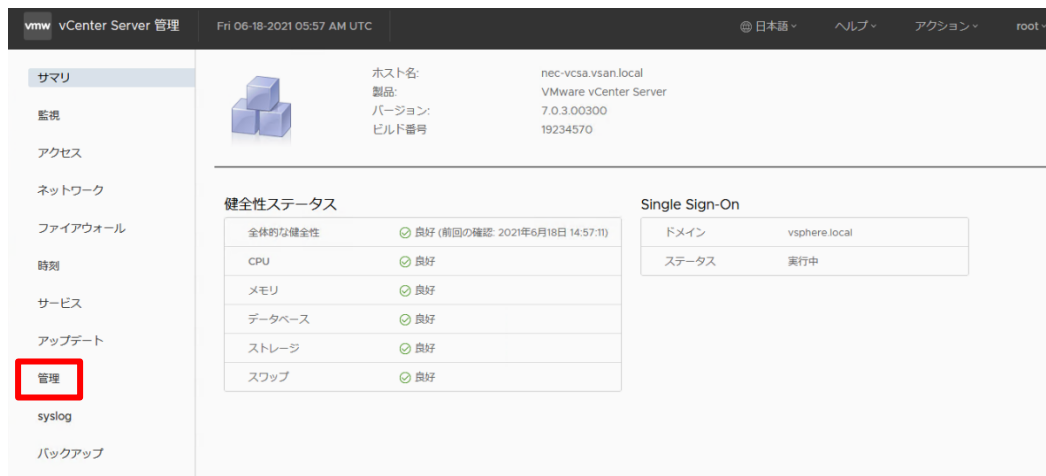 vmw vCenter Server 管理 Fri 06-18-2021 05:57 AM UTC 日本語 ヘルプ アクション root
サマリ
監視
アクセス
ネットワーク
ファイアウォール
時刻
サービス
アップデート
管理
syslog
バックアップ
ホスト名: nec-vcsa.vsan.local
製品: VMware vCenter Server
バージョン: 7.0.3.00300
ビルド番号 19234570
健全性ステータス
全体的な健全性 良好 (前回の確認: 2021年6月18日 14:57:11)
CPU 良好
メモリ 良好
データベース 良好
ストレージ 良好
スワップ 良好
Single Sign-On
ドメイン vsphere.local
ステータス 実行中